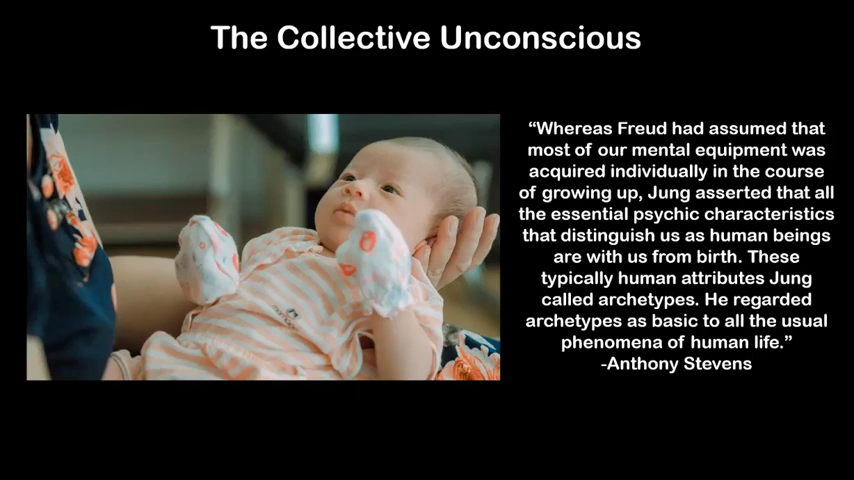 The Collective Unconscious
“Whereas Freud had assumed that
most of our mental equipment was
acquired individually in the course
of growing up, Jung asserted that all
the essential psychic characteristics
that distinguish us as human beings
are with us from birth. These
typically human attributes Jung
called archetypes. He regarded
archetypes as basic to all the usual
phenomena of human life.”
-Anthony Stevens